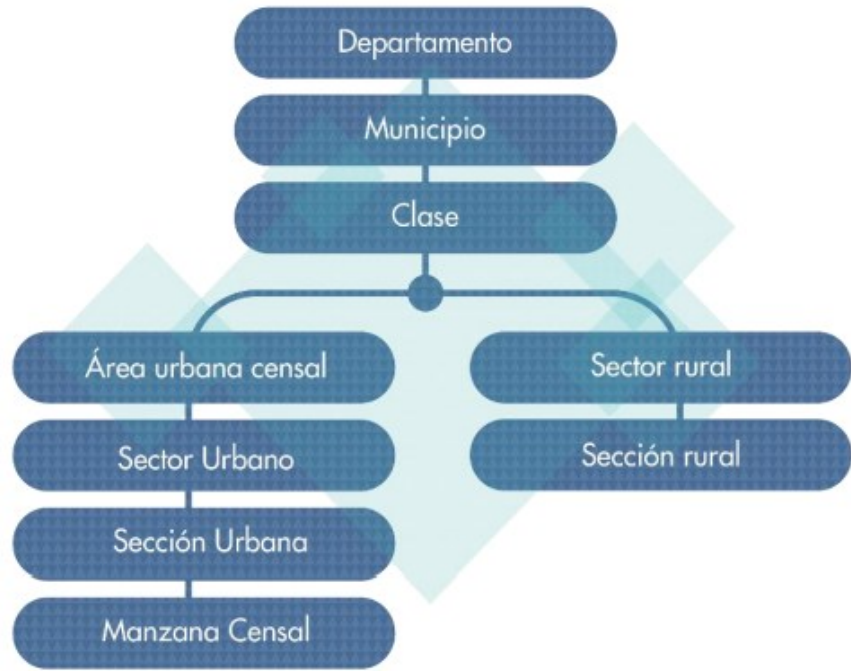 Departamento
Municipio
Clase
Área urbana censal
Sector Urbano
Sección Urbana
Manzana Censal
Sector rural
Sección rural